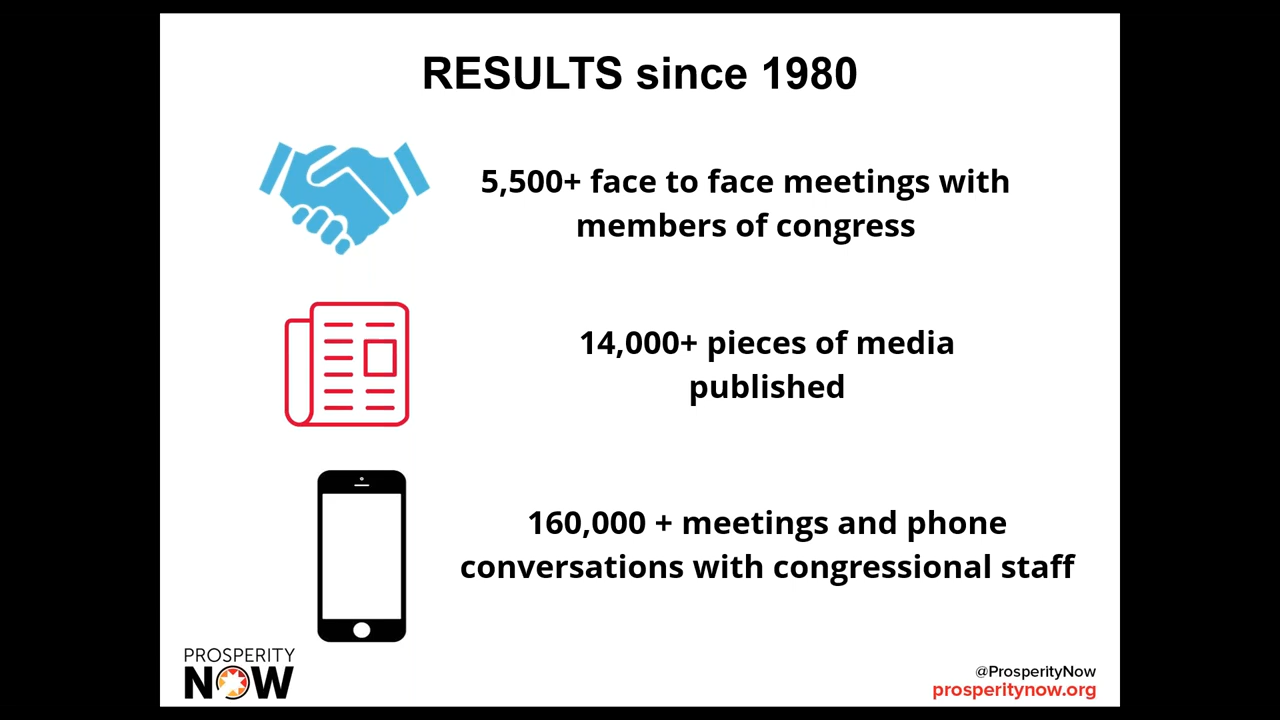 RESULTS since 1980
5,500+ face to face meetings with
members of congress
14,000+ pieces of media
published
160,000 + meetings and phone
conversations with congressional staff
PROSPERITY
NOW
@ProsperityNow
prosperitynow.org